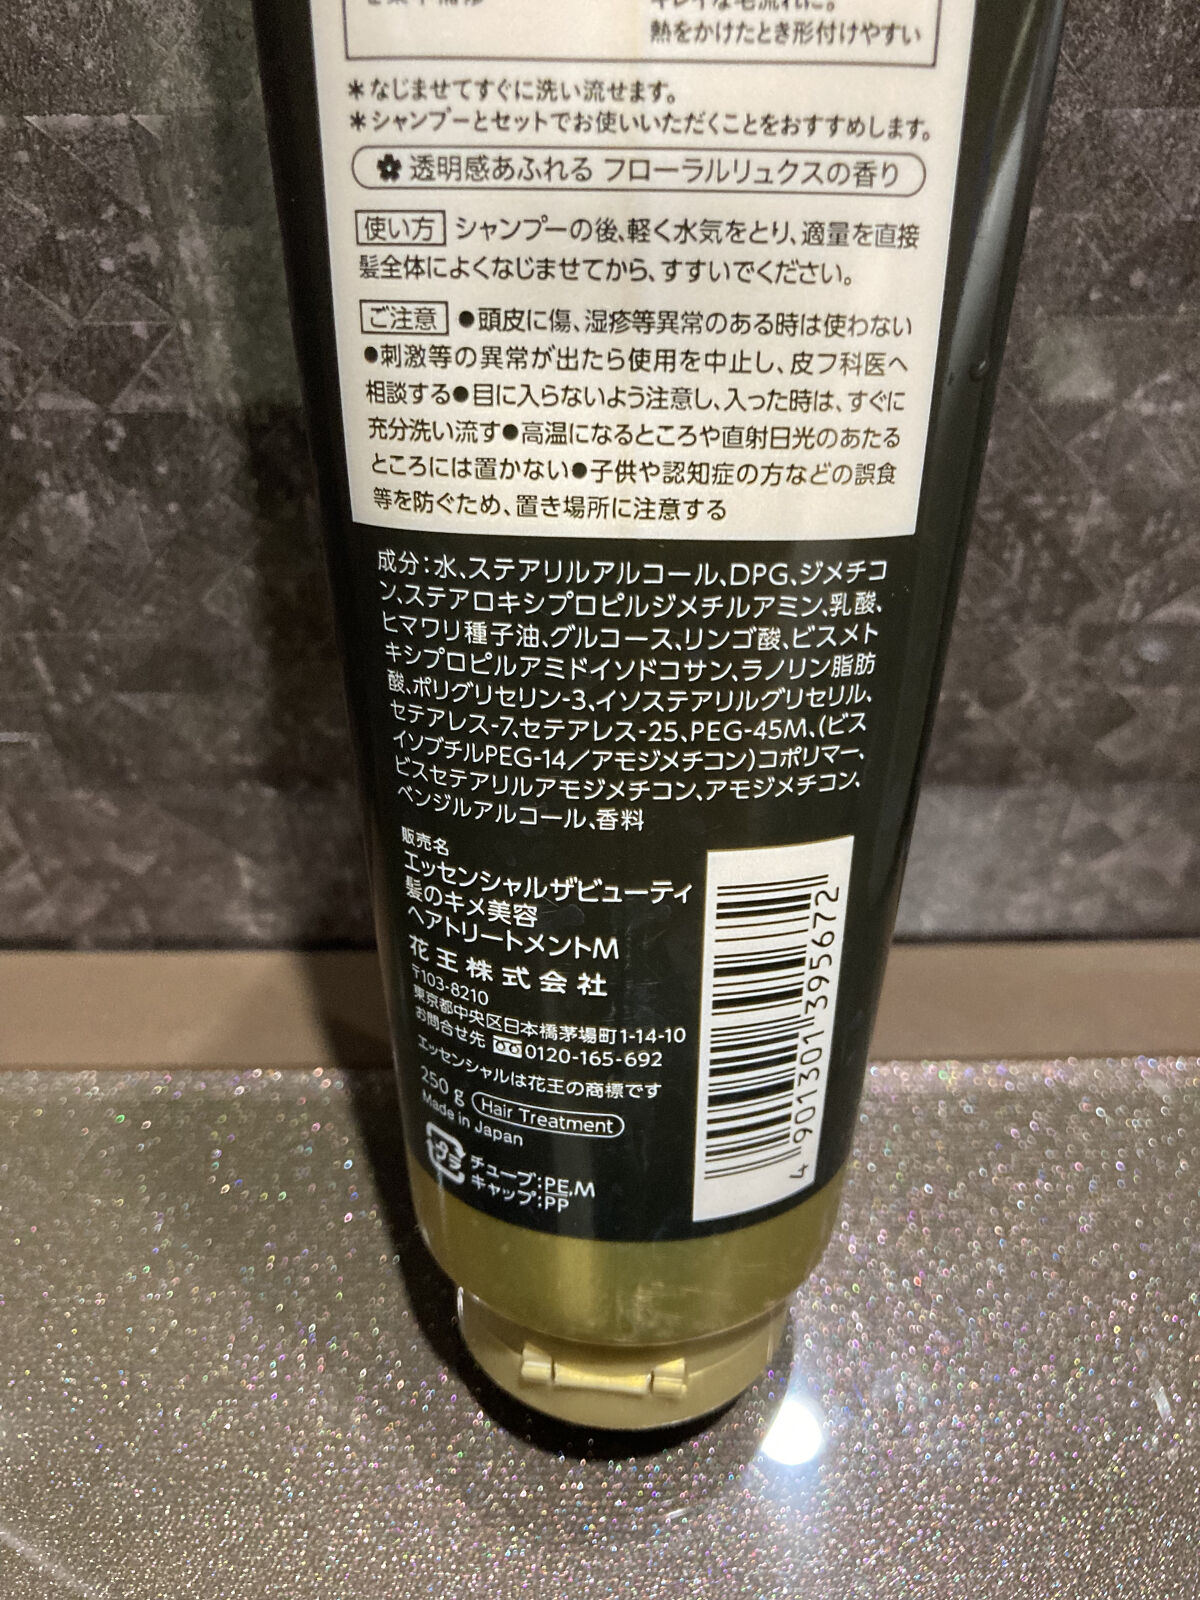 キレイな毛流れに。
熱をかけたとき形付けやすい
＊なじませてすぐに洗い流せます。
＊シャンプーとセットでお使いいただくことをおすすめします。
透明感あふれる フローラルリュクスの香り
使い方 シャンプーの後、軽く水気をとり、適量を直接
髪全体によくなじませてから、すすいでください。
ご注意 ●頭皮に傷、湿疹等異常のある時は使わない
●刺激等の異常が出たら使用を中止し、皮フ科医へ
相談する●目に入らないよう注意し、入った時は、すぐに
充分洗い流す●高温になるところや直射日光のあたる
ところには置かない●子供や認知症の方などの誤食
等を防ぐため、置き場所に注意する
成分：水、ステアリルアルコール、DPG、ジメチコ
ン、ステアロキシプロピルジメチルアミン、乳酸、
ヒマワリ種子油、グルコース、リンゴ酸、ビスメト
キシプロピルアミドイソドコサン、ラノリン脂肪
酸、ポリグリセリン-3、イソステアリルグリセリル、
セテアレス-7、セテアレス-25、PEG-45M、(ビス
イソブチルPEG-14／アモジメチコン)コポリマー、
ビスセテアリルアモジメチコン、アモジメチコン、
ベンジルアルコール、香料
販売名
エッセンシャル ザビューティ
髪のキメ美容
ヘアトリートメントM
花王株式会社
〒103-8210
東京都中央区日本橋茅場町1-14-10
お問合せ先 0120-165-692
エッセンシャルは花王の商標です
250 g Hair Treatment
Made in Japan
プラ チューブ：PE,M
キャップ：PP
4 901301 395672